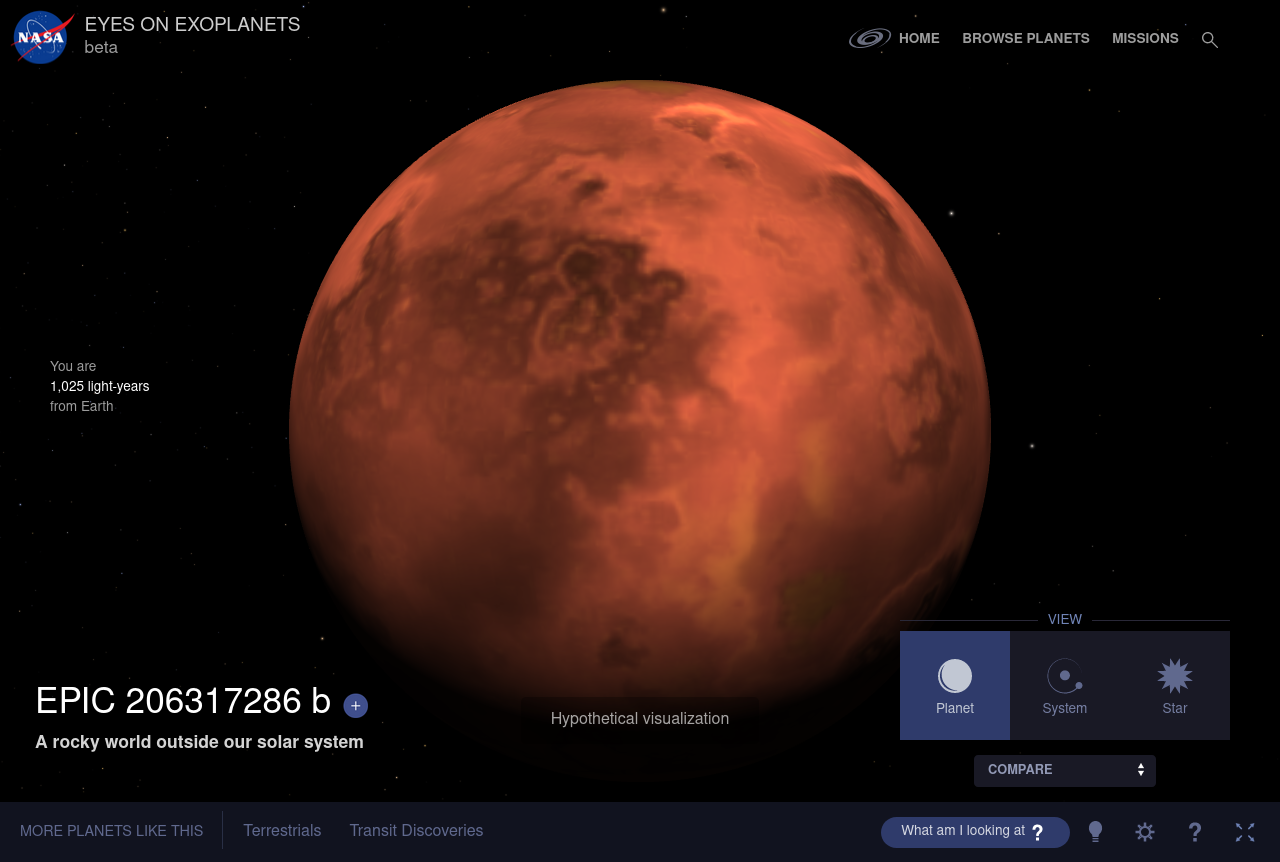 NASA
EYES ON EXOPLANETS
beta
HOME
BROWSE PLANETS
MISSIONS
You are
1,025 light-years
from Earth
VIEW
Planet
System
Star
EPIC 206317286 b +
A rocky world outside our solar system
Hypothetical visualization
COMPARE
MORE PLANETS LIKE THIS
Terrestrials
Transit Discoveries
What am I looking at ?
?